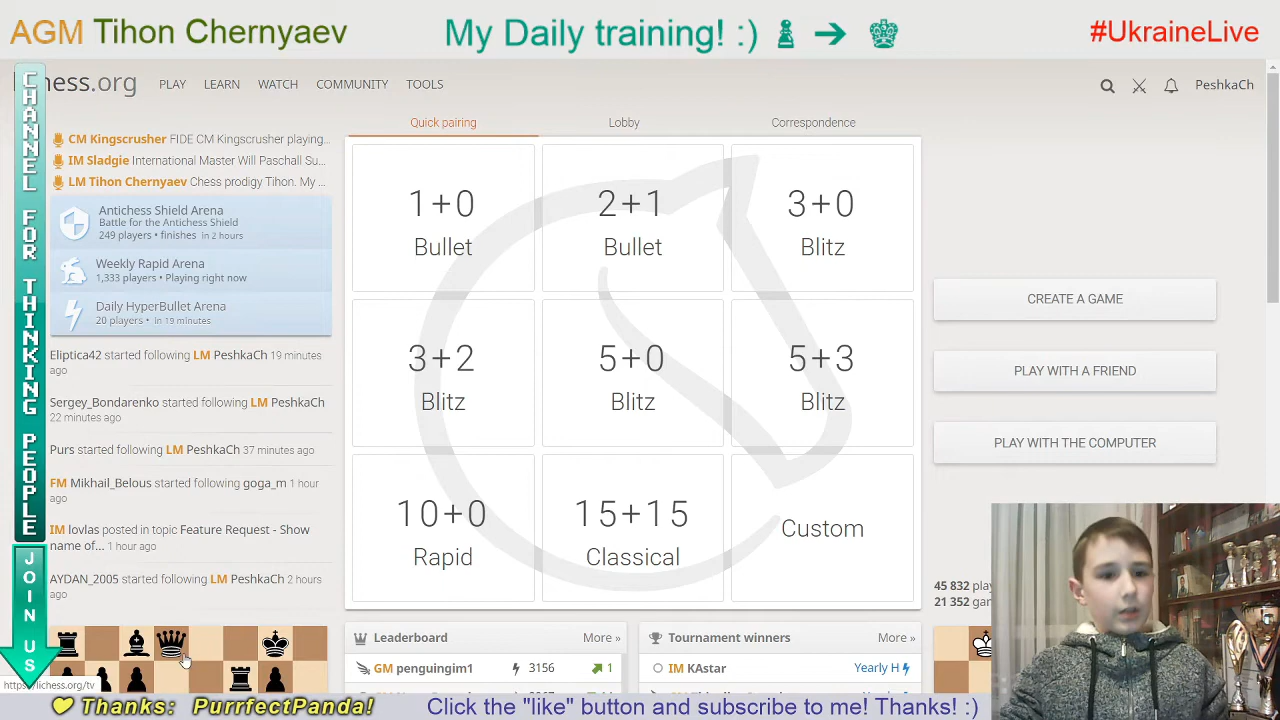 AGM Tihon Chernyaev
My Daily training! :)
#UkraineLive
CHANNEL FOR THINKING PEOPLE
JOIN US
hess.org
PLAY
LEARN
WATCH
COMMUNITY
TOOLS
PeshkaCh
CM Kingscrusher FIDE CM Kingscrusher playing...
IM Sladgie International Master Will Paschall Su...
LM Tihon Chernyaev Chess prodigy Tihon. My ...
Antichess Shield Arena
Battle for the Antichess Shield
249 players • finishes in 2 hours
Weekly Rapid Arena
1,333 players • Playing right now
Daily HyperBullet Arena
20 players • in 19 minutes
Eliptica42 started following LM PeshkaCh 19 minutes
ago
Sergey_Bondarenko started following LM PeshkaCh
22 minutes ago
Purs started following LM PeshkaCh 37 minutes ago
FM Mikhail_Belous started following goga_m 1 hour
ago
IM lovlas posted in topic Feature Request - Show
name of... 1 hour ago
AYDAN_2005 started following LM PeshkaCh 2 hours
ago
Quick pairing
Lobby
Correspondence
1+0
Bullet
2+1
Bullet
3+0
Blitz
3+2
Blitz
5+0
Blitz
5+3
Blitz
10+0
Rapid
15+15
Classical
Custom
CREATE A GAME
PLAY WITH A FRIEND
PLAY WITH THE COMPUTER
45 832 play
21 352 gam
Leaderboard
More »
GM penguingim1
3156
1
Tournament winners
More »
IM KAstar
Yearly H
https://lichess.org/tv
Thanks: PurrfectPanda!
Click the "like" button and subscribe to me! Thanks! :)